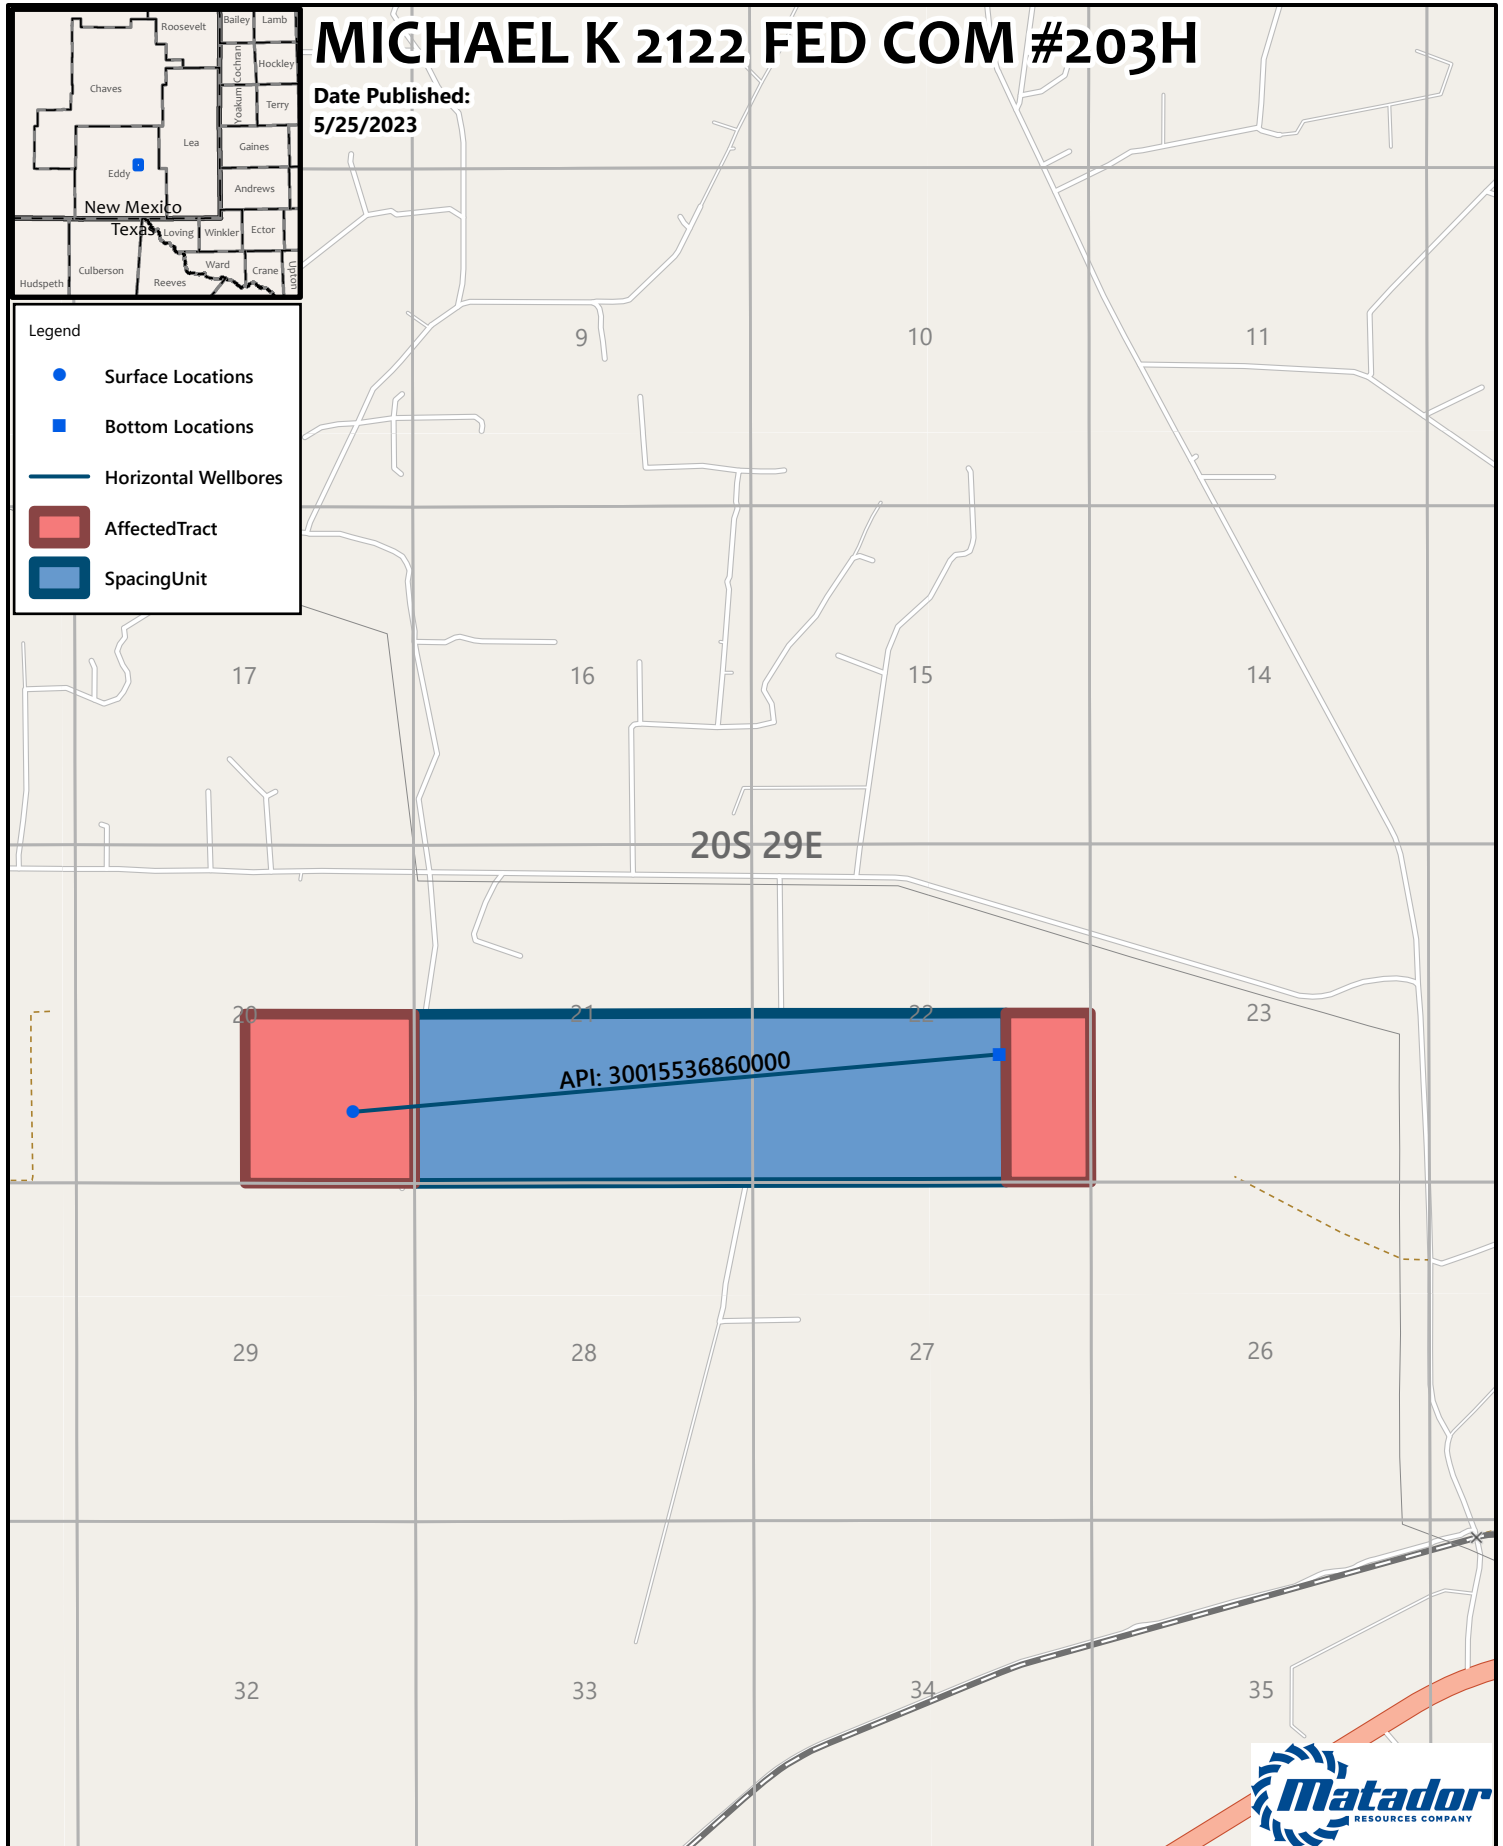 MICHAEL K 2122 FED COM #203H
Date Published:
5/25/2023
Roosevelt
Bailey
Lamb
Cochran
Hockley
Chaves
Yoakum
Terry
Lea
Gaines
Eddy
Andrews
New Mexico
Texas
Loving
Winkler
Ector
Culberson
Ward
Crane
Upton
Hudspeth
Reeves
Legend
Surface Locations
Bottom Locations
Horizontal Wellbores
AffectedTract
SpacingUnit
9
10
11
17
16
15
14
20S 29E
20
21
22
23
API: 30015536860000
29
28
27
26
32
33
34
35
Matador
RESOURCES COMPANY